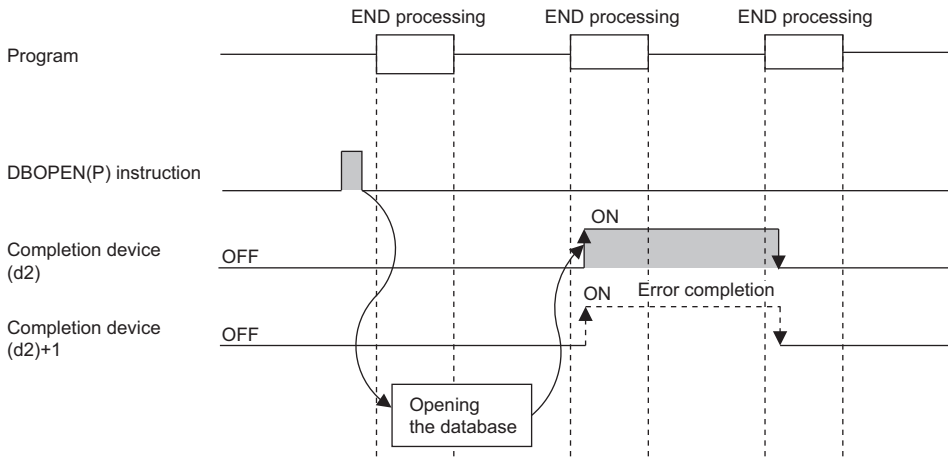 END processing
END processing
END processing
Program
DBOPEN(P) instruction
ON
Completion device
(d2)
OFF
ON
Error completion
Completion device
(d2)+1
OFF
Opening
the database